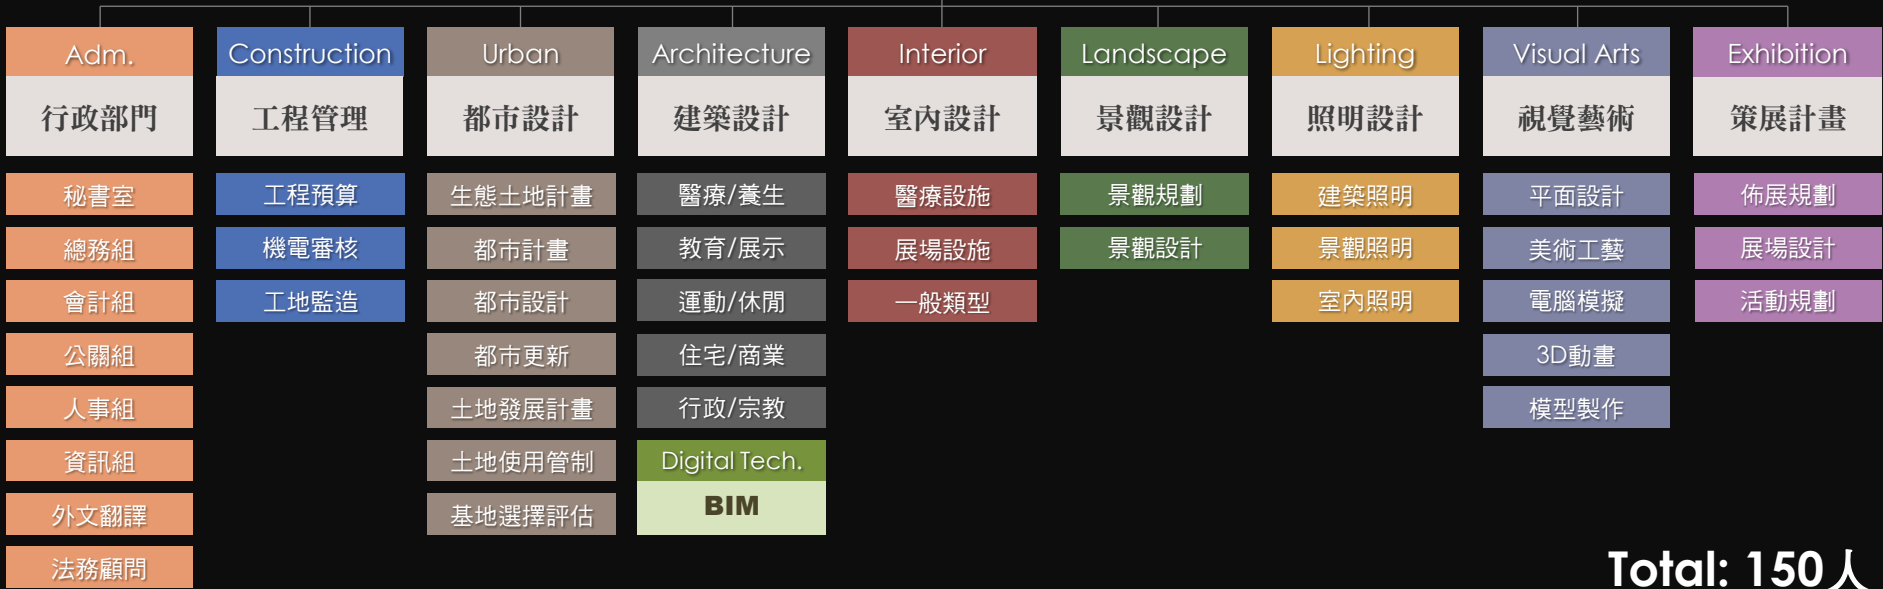 Adm.
行政部門
秘書室
總務組
會計組
公關組
人事組
資訊組
外文翻譯
法務顧問
Construction
工程管理
工程預算
機電審核
工地監造
Urban
都市設計
生態土地計畫
都市計畫
都市設計
都市更新
土地發展計畫
土地使用管制
基地選擇評估
Architecture
建築設計
醫療/養生
教育/展示
運動/休閒
住宅/商業
行政/宗教
Digital Tech.
BIM
Interior
室內設計
醫療設施
展場設施
一般類型
Landscape
景觀設計
景觀規劃
景觀設計
Lighting
照明設計
建築照明
景觀照明
室內照明
Visual Arts
視覺藝術
平面設計
美術工藝
電腦模擬
3D動畫
模型製作
Exhibition
策展計畫
佈展規劃
展場設計
活動規劃
Total: 150人